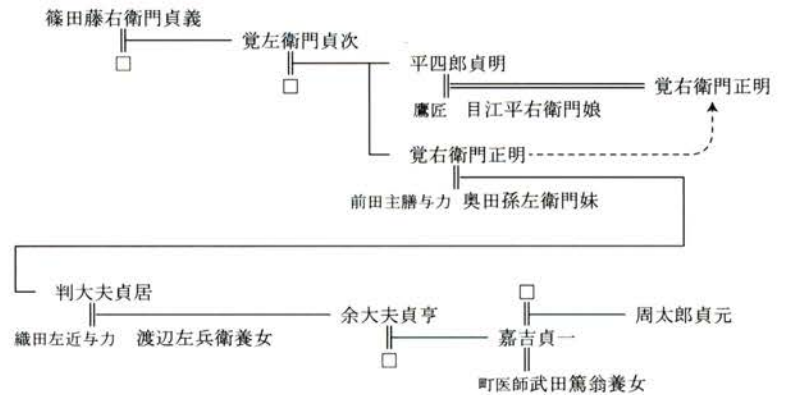 篠田藤右衛門貞義
覚左衛門貞次
平四郎貞明
覚右衛門正明
鷹匠 目江平右衛門娘
覚右衛門正明
前田主膳与力 奥田孫左衛門妹
判大夫貞居
織田左近与力 渡辺左兵衛養女
余大夫貞亨
周太郎貞元
嘉吉貞一
町医師武田篤翁養女